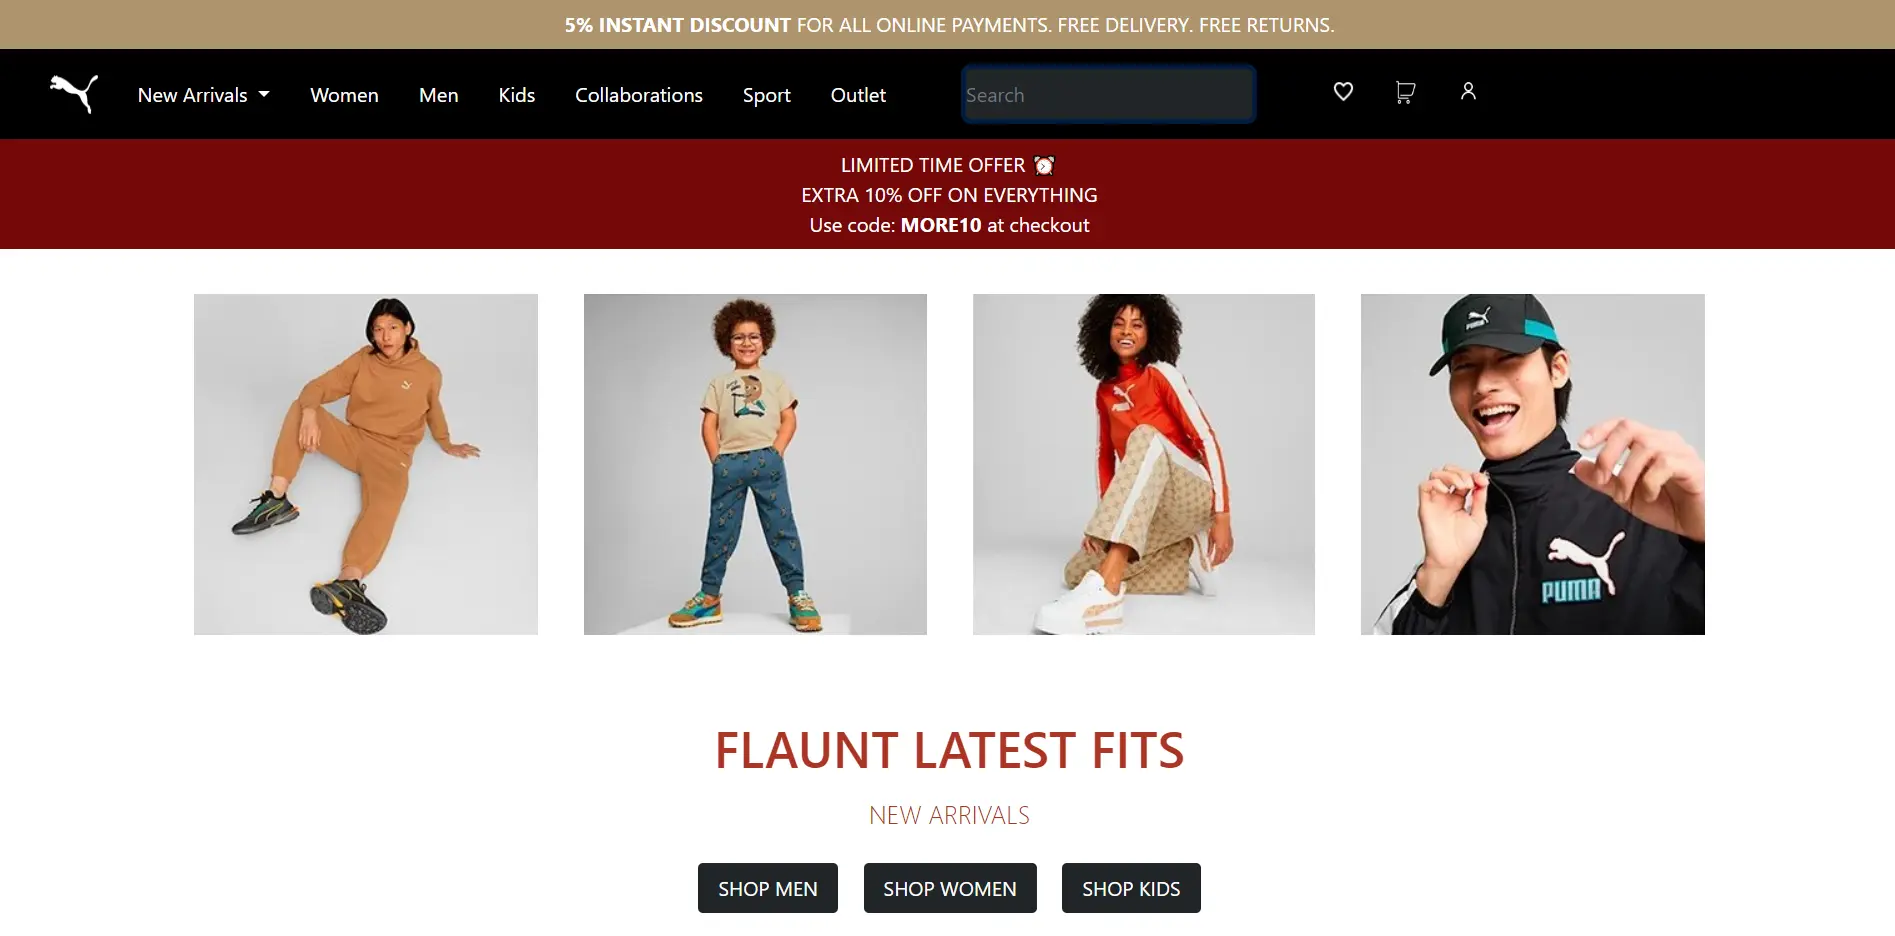 5% INSTANT DISCOUNT FOR ALL ONLINE PAYMENTS. FREE DELIVERY. FREE RETURNS.
New Arrivals Women Men Kids Collaborations Sport Outlet Search
LIMITED TIME OFFER ⏰
EXTRA 10% OFF ON EVERYTHING
Use code: MORE10 at checkout
PUMA
PUMA
FLAUNT LATEST FITS
NEW ARRIVALS
SHOP MEN SHOP WOMEN SHOP KIDS